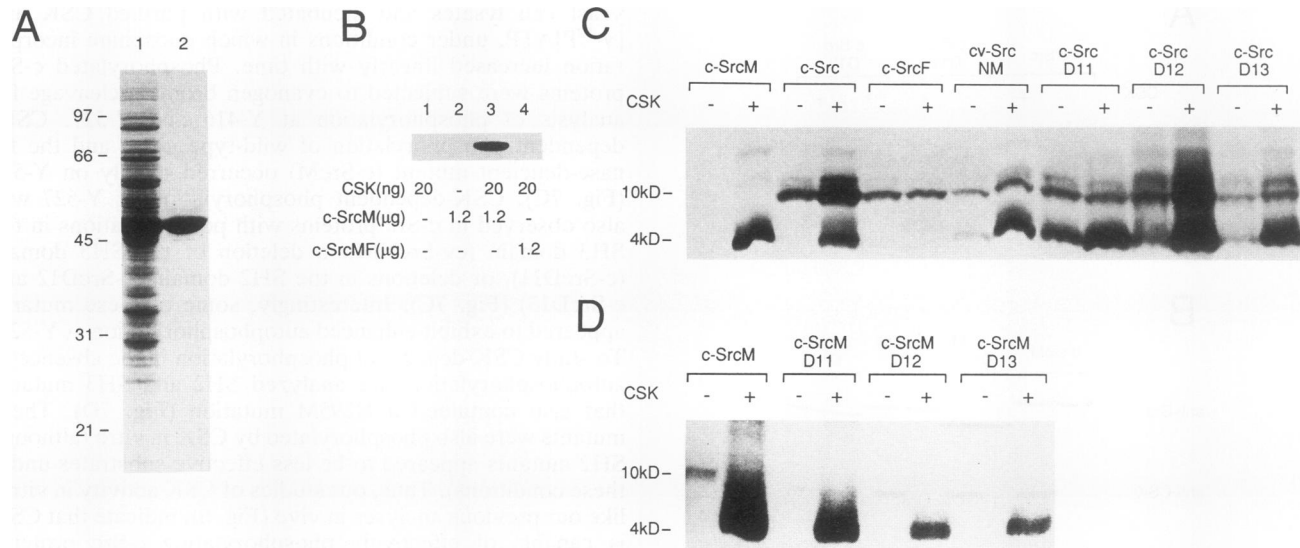 A
1 2
97 –
66 –
45 –
31 –
21 –
B
1 2 3 4
CSK(ng) 20 - 20 20
c-SrcM(µg) - 1.2 1.2 -
c-SrcMF(µg) - - - 1.2
C
c-SrcM c-Src c-SrcF cv-Src NM c-Src D11 c-Src D12 c-Src D13
CSK - + - + - + - + - + - + - +
10kD–
4kD–
D
c-SrcM c-SrcM D11 c-SrcM D12 c-SrcM D13
CSK - + - + - + - +
10kD–
4kD–